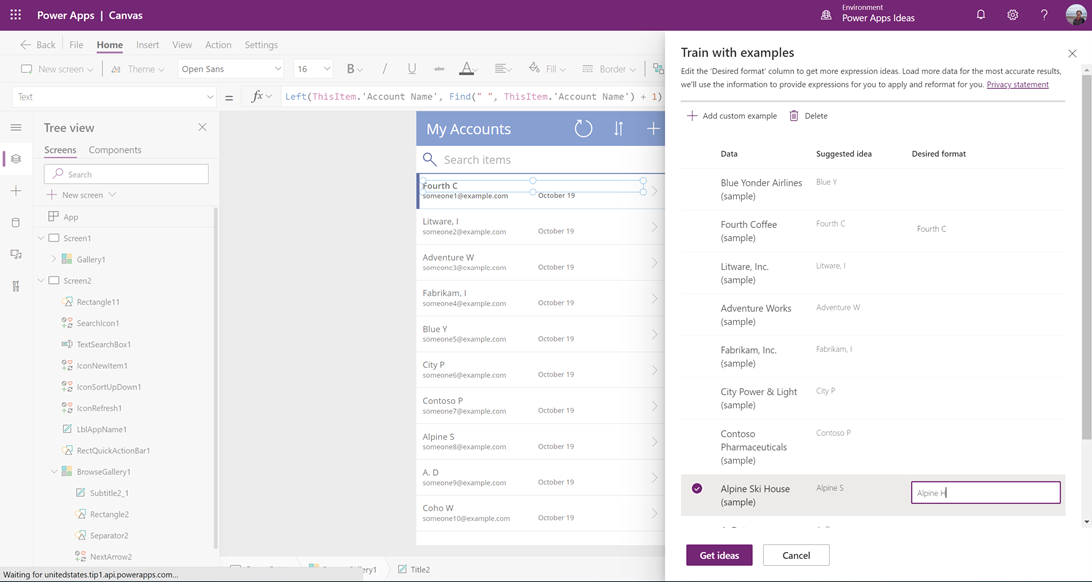 Power Apps | Canvas
Environment
Power Apps Ideas
Back File Home Insert View Action Settings
New screen Theme Open Sans 16 B / U abc A Fill Border
Text = fx Left(ThisItem.'Account Name', Find(" ", ThisItem.'Account Name') + 1)
Tree view
Screens Components
Search
New screen
App
Screen1
Gallery1
Screen2
Rectangle11
SearchIcon1
TextSearchBox1
IconNewItem1
IconSortUpDown1
IconRefresh1
LblAppName1
RectQuickActionBar1
BrowseGallery1
Subtitle2_1
Rectangle2
Separator2
NextArrow2
Waiting for unitedstates.tip1.api.powerapps.com...
My Accounts
Search items
Fourth C
someone1@example.com October 19
Litware, I
someone2@example.com October 19
Adventure W
someone3@example.com October 19
Fabrikam, I
someone4@example.com October 19
Blue Y
someone5@example.com October 19
City P
someone6@example.com October 19
Contoso P
someone7@example.com October 19
Alpine S
someone8@example.com October 19
A. D
someone9@example.com October 19
Coho W
someone10@example.com October 19
Title2
Train with examples
Edit the 'Desired format' column to get more expression ideas. Load more data for the most accurate results,
we'll use the information to provide expressions for you to apply and reformat for you. Privacy statement
Add custom example Delete
Data Suggested idea Desired format
Blue Yonder Airlines Blue Y
(sample)
Fourth Coffee Fourth C Fourth C
(sample)
Litware, Inc. Litware, I
(sample)
Adventure Works Adventure W
(sample)
Fabrikam, Inc. Fabrikam, I
(sample)
City Power & Light City P
(sample)
Contoso Contoso P
Pharmaceuticals
(sample)
Alpine Ski House Alpine S Alpine H
(sample)
Get ideas Cancel